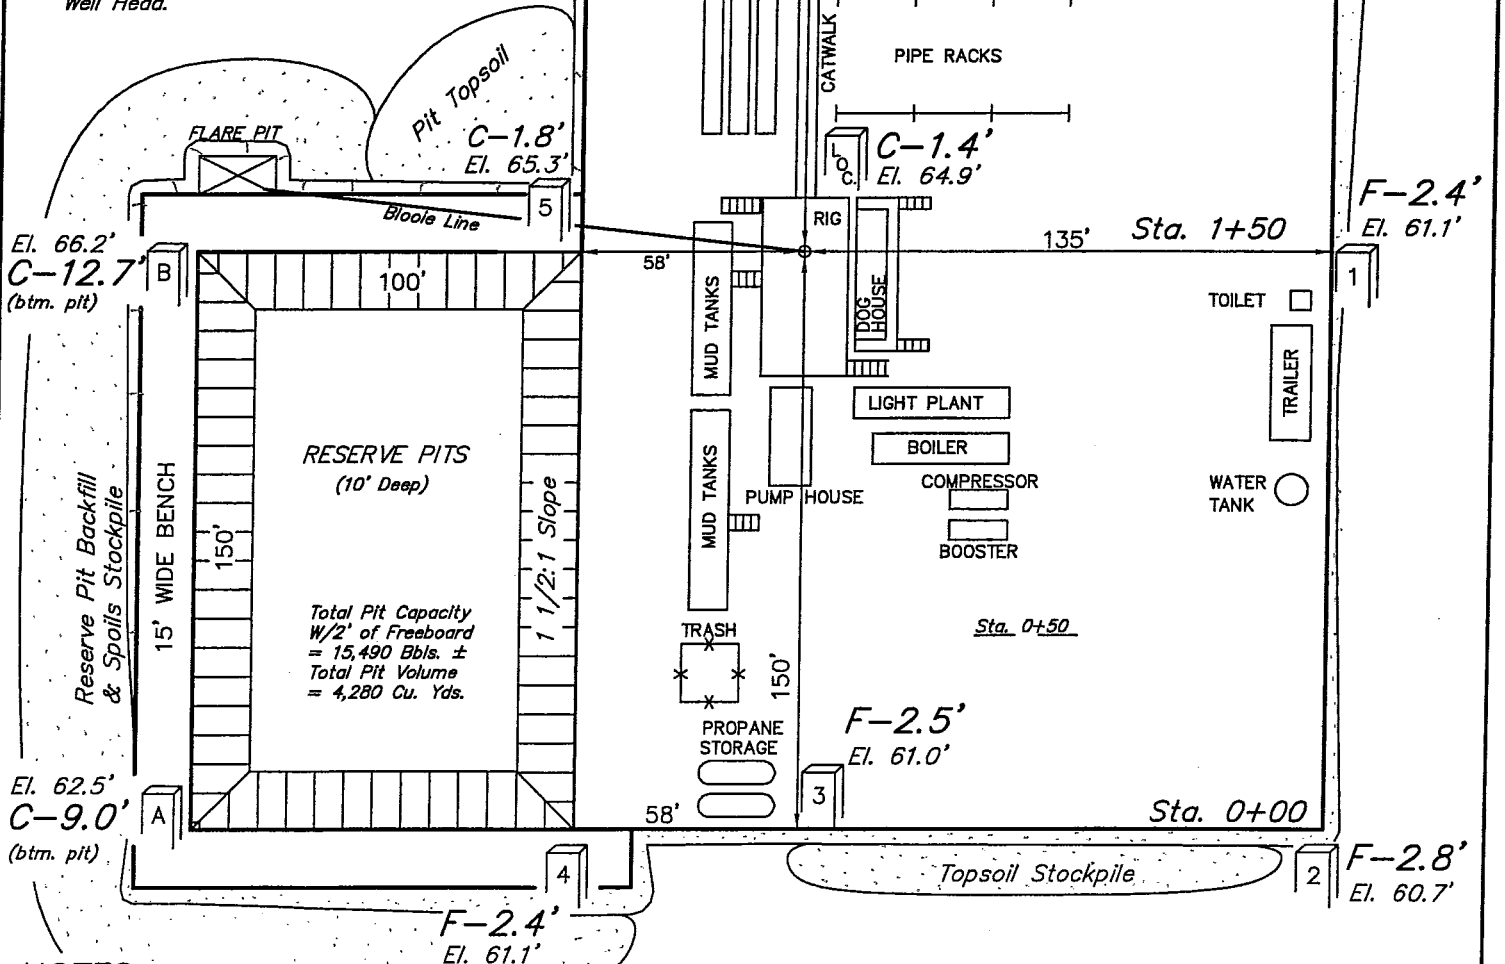 Well Head.
CATWALK
PIPE RACKS
Pit Topsoil
FLARE PIT
C-1.8'
El. 65.3'
LOC.
C-1.4'
El. 64.9'
F-2.4'
El. 61.1'
5
RIG
Blooie Line
Sta. 1+50
135'
58'
El. 66.2'
C-12.7'
(btm. pit)
B
100'
1
TOILET
DOG
HOUSE
MUD TANKS
TRAILER
LIGHT PLANT
BOILER
RESERVE PITS
(10' Deep)
COMPRESSOR
PUMP HOUSE
WATER
TANK
MUD TANKS
BOOSTER
Reserve Pit Backfill
& Spoils Stockpile
15' WIDE BENCH
150'
1 1/2:1 Slope
Total Pit Capacity
W/2' of Freeboard
= 15,490 Bbls. ±
Total Pit Volume
= 4,280 Cu. Yds.
TRASH
Sta. 0+50
150'
PROPANE
STORAGE
F-2.5'
El. 61.0'
3
El. 62.5'
C-9.0'
(btm. pit)
A
58'
Sta. 0+00
4
Topsoil Stockpile
2
F-2.8'
El. 60.7'
F-2.4'
El. 61.1'